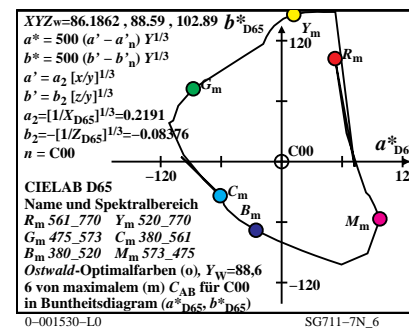 XYZw=86.1862 , 88.59 , 102.89 b*D65
a* = 500 (a' – a'n) Y1/3
b* = 500 (b' – b'n) Y1/3
a' = a2 [x/y]1/3
b' = b2 [z/y]1/3
a2=[1/XD65]1/3=0.2191
b2=–[1/ZD65]1/3=–0.08376
n = C00
120
Ym
Rm
Gm
C00
a*D65
–120
120
CIELAB D65
Name und Spektralbereich
Rm 561_770 Ym 520_770
Gm 475_573 Cm 380_561
Bm 380_520 Mm 573_475
Ostwald-Optimalfarben (o), YW=88,6
6 von maximalem (m) CAB für C00
in Buntheitsdiagram (a*D65, b*D65)
Cm
Bm
Mm
–120
0–001530–L0
SG711–7N_6